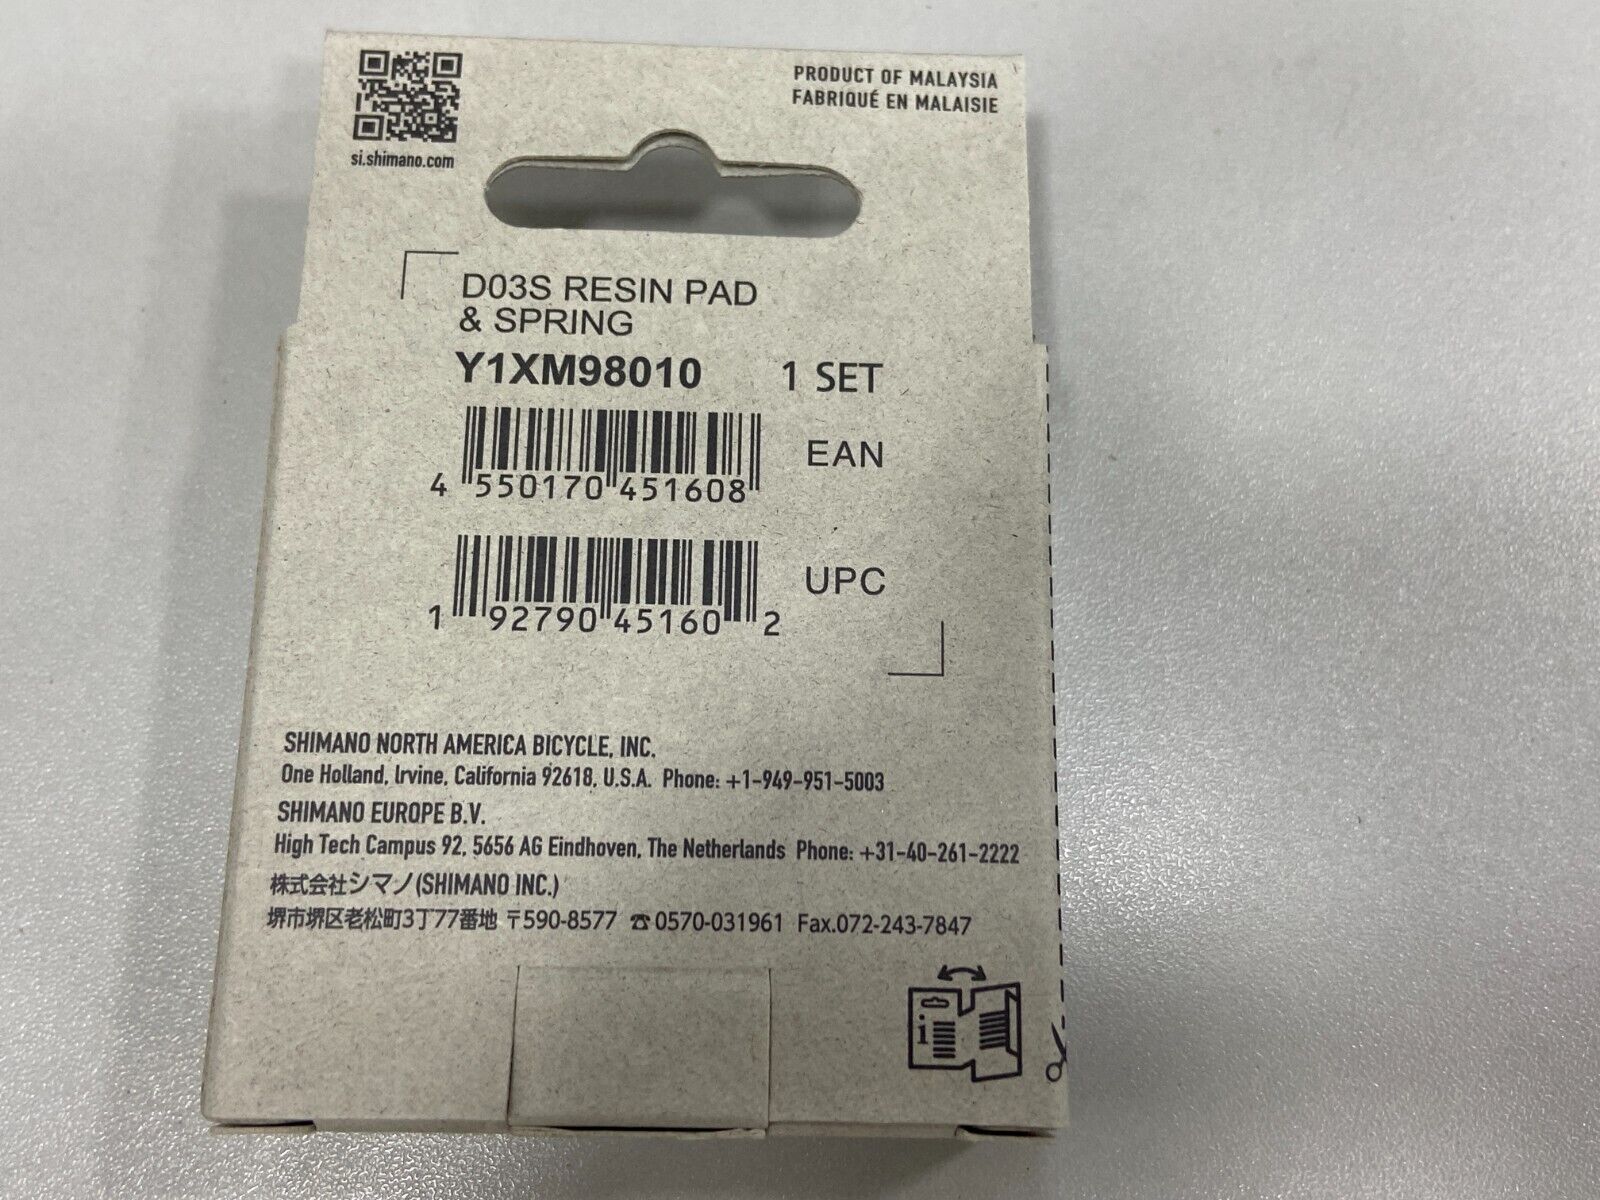 si.shimano.com
PRODUCT OF MALAYSIA
FABRIQUÉ EN MALAISIE
D03S RESIN PAD
& SPRING
Y1XM98010 1 SET
EAN
4 550170 451608
UPC
1 92790 45160 2
SHIMANO NORTH AMERICA BICYCLE, INC.
One Holland, Irvine, California 92618, U.S.A. Phone: +1-949-951-5003
SHIMANO EUROPE B.V.
High Tech Campus 92, 5656 AG Eindhoven, The Netherlands Phone: +31-40-261-2222
株式会社シマノ(SHIMANO INC.)
堺市堺区老松町3丁77番地 〒590-8577 ☎0570-031961 Fax.072-243-7847
i